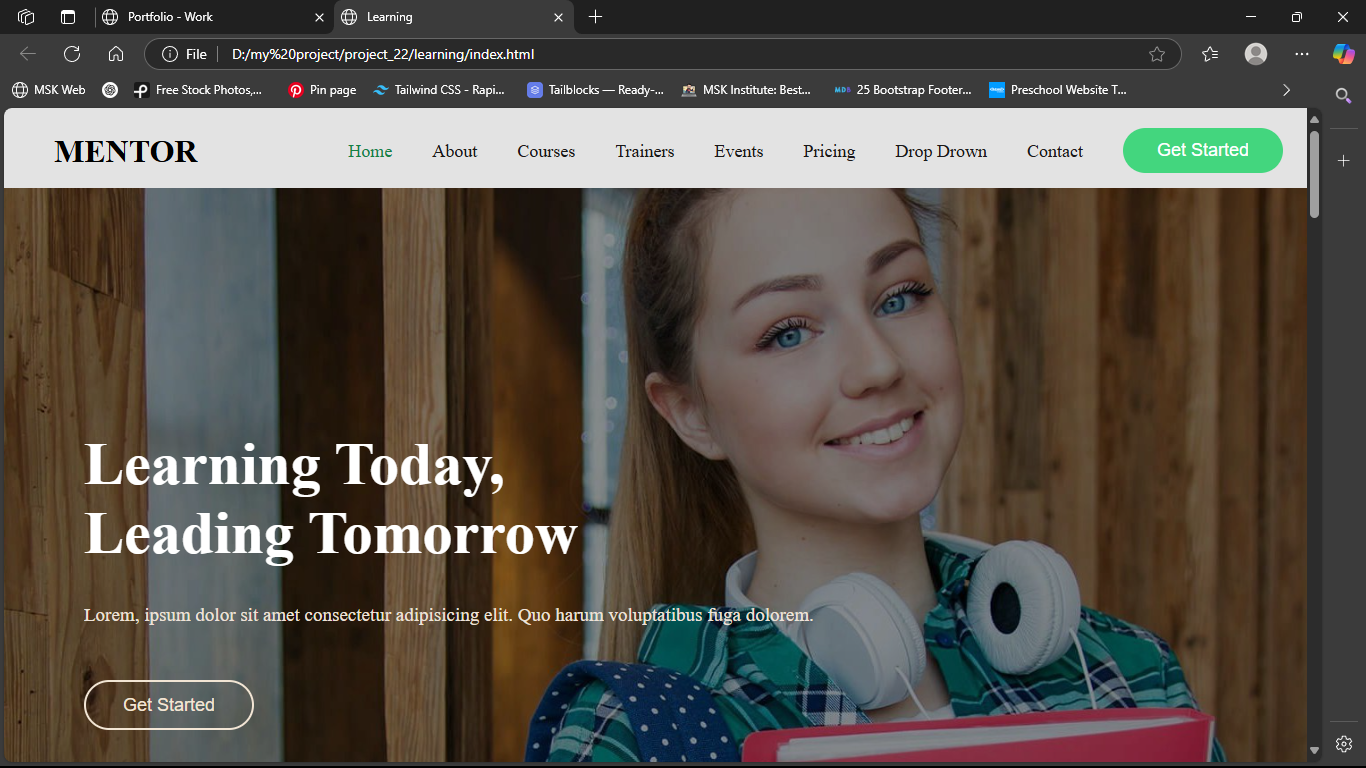 Portfolio - Work
Learning
File
D:/my%20project/project_22/learning/index.html
MSK Web
Free Stock Photos,...
Pin page
Tailwind CSS - Rapi...
Tailblocks — Ready-...
MSK Institute: Best...
MDB
25 Bootstrap Footer...
Preschool Website T...
MENTOR
Home
About
Courses
Trainers
Events
Pricing
Drop Drown
Contact
Get Started
Learning Today,
Leading Tomorrow
Lorem, ipsum dolor sit amet consectetur adipisicing elit. Quo harum voluptatibus fuga dolorem.
Get Started